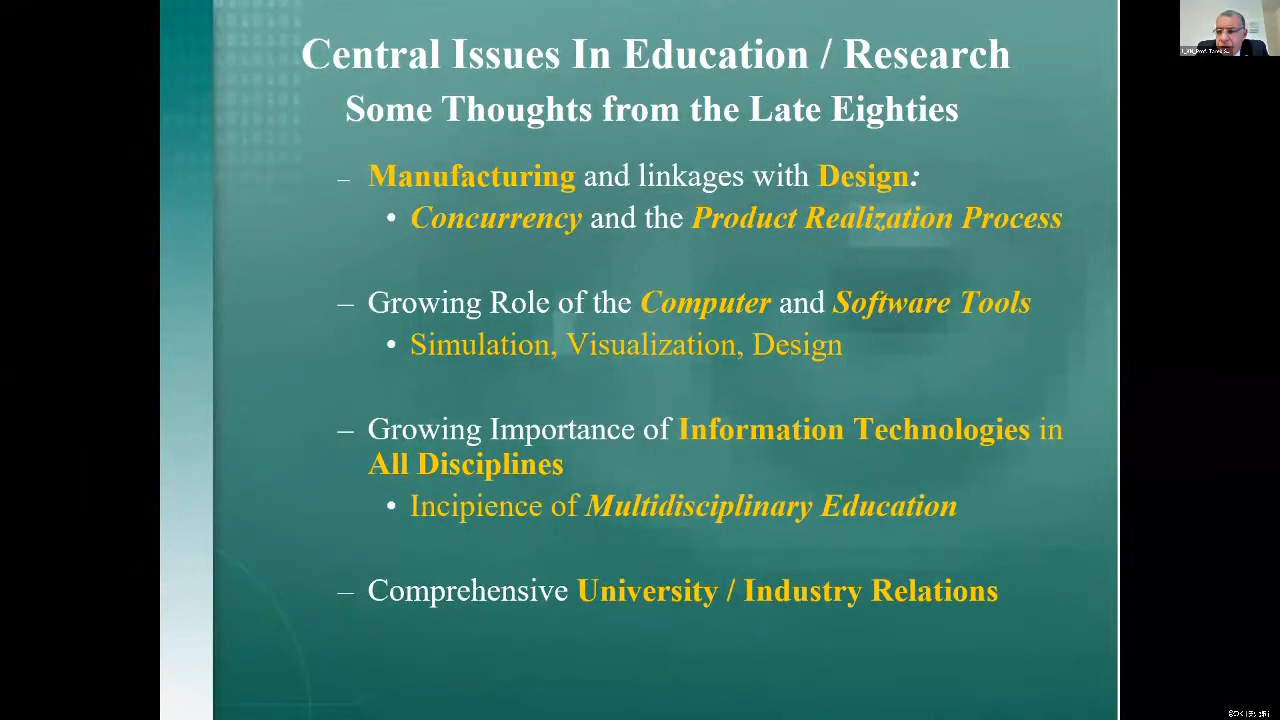 Central Issues In Education / Research
Some Thoughts from the Late Eighties
– Manufacturing and linkages with Design:
• Concurrency and the Product Realization Process
– Growing Role of the Computer and Software Tools
• Simulation, Visualization, Design
– Growing Importance of Information Technologies in
All Disciplines
• Incipience of Multidisciplinary Education
– Comprehensive University / Industry Relations